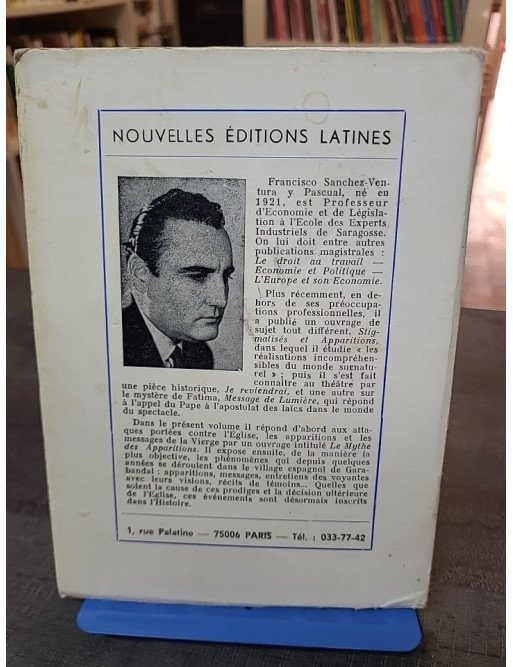 NOUVELLES ÉDITIONS LATINES
Francisco Sanchez-Ven-
tura y Pascual, né en
1921, est Professeur
d'Economie et de Législa-
tion à l'Ecole des Experts
Industriels de Saragosse.
On lui doit entre autres
publications magistrales :
Le droit au travail —
Economie et Politique —
L'Europe et son Economie.
Plus récemment, en de-
hors de ses préoccupa-
tions professionnelles, il
a publié un ouvrage de
sujet tout différent, Stig-
matisés et Apparitions,
dans lequel il étudie « les
réalisations incompréhen-
sibles du monde surnatu-
rel » ; puis il s'est fait
connaître au théâtre par
une pièce historique, Je reviendrai, et une autre sur
le mystère de Fatima, Message de Lumière, qui répond
à l'appel du Pape à l'apostolat des laïcs dans le monde
du spectacle.
Dans le présent volume il répond d'abord aux atta-
ques portées contre l'Eglise, les apparitions et les
messages de la Vierge par un ouvrage intitulé Le Mythe
des Apparitions. Il expose ensuite, de la manière la
plus objective, les phénomènes qui depuis quelques
années se déroulent dans le village espagnol de Gara-
bandal : apparitions, messages, entretiens des voyantes
avec leurs visions, récits de témoins... Quelles que
soient la cause de ces prodiges et la décision ultérieure
de l'Eglise, ces événements sont désormais inscrits
dans l'Histoire.
1, rue Palatine — 75006 PARIS — Tél. : 033-77-42